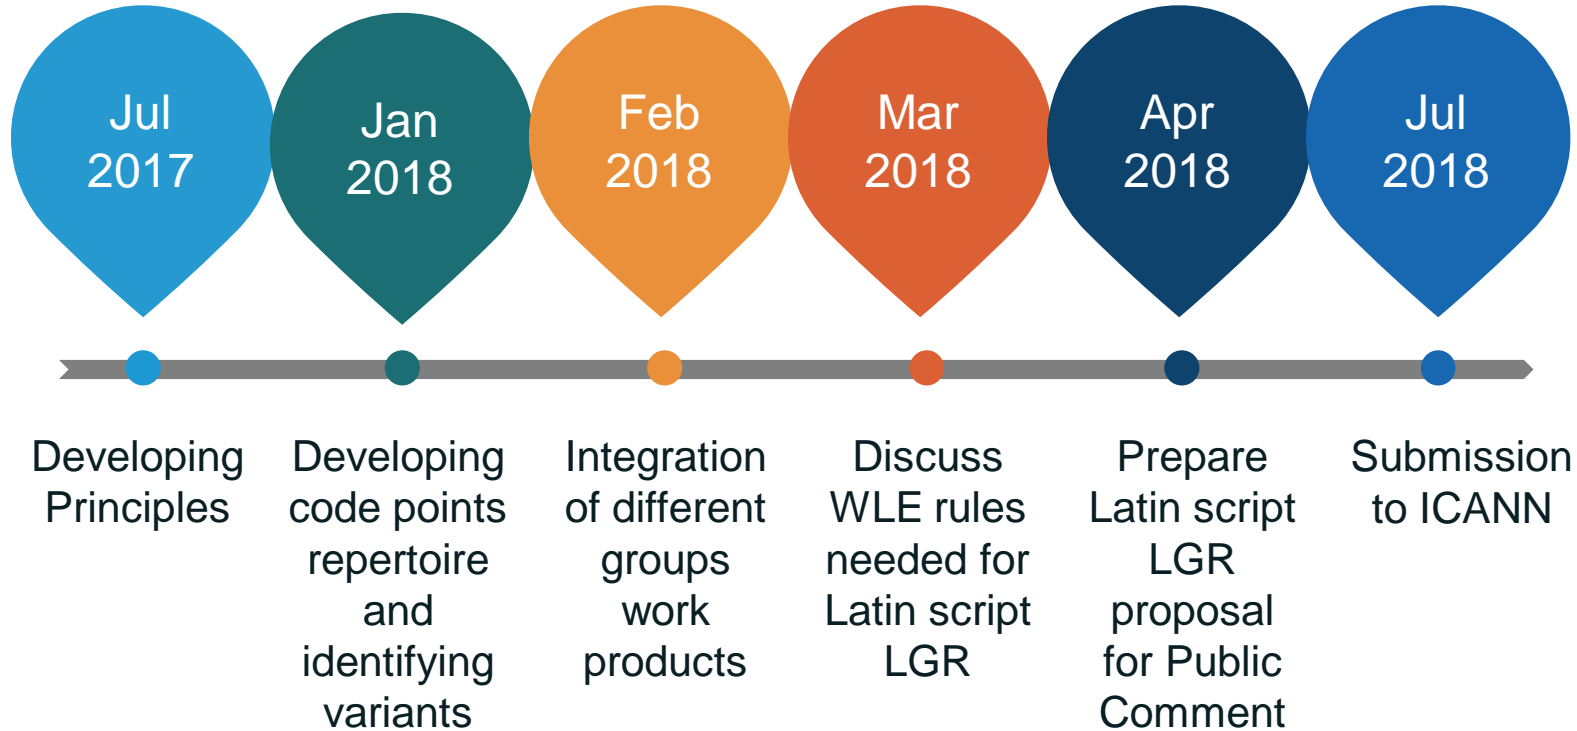 Jul
2017
Jan
2018
Feb
2018
Mar
2018
Apr
2018
Jul
2018
Developing
Principles
Developing
code points
repertoire
and
identifying
variants
Integration
of different
groups
work
products
Discuss
WLE rules
needed for
Latin script
LGR
Prepare
Latin script
LGR
proposal
for Public
Comment
Submission
to ICANN